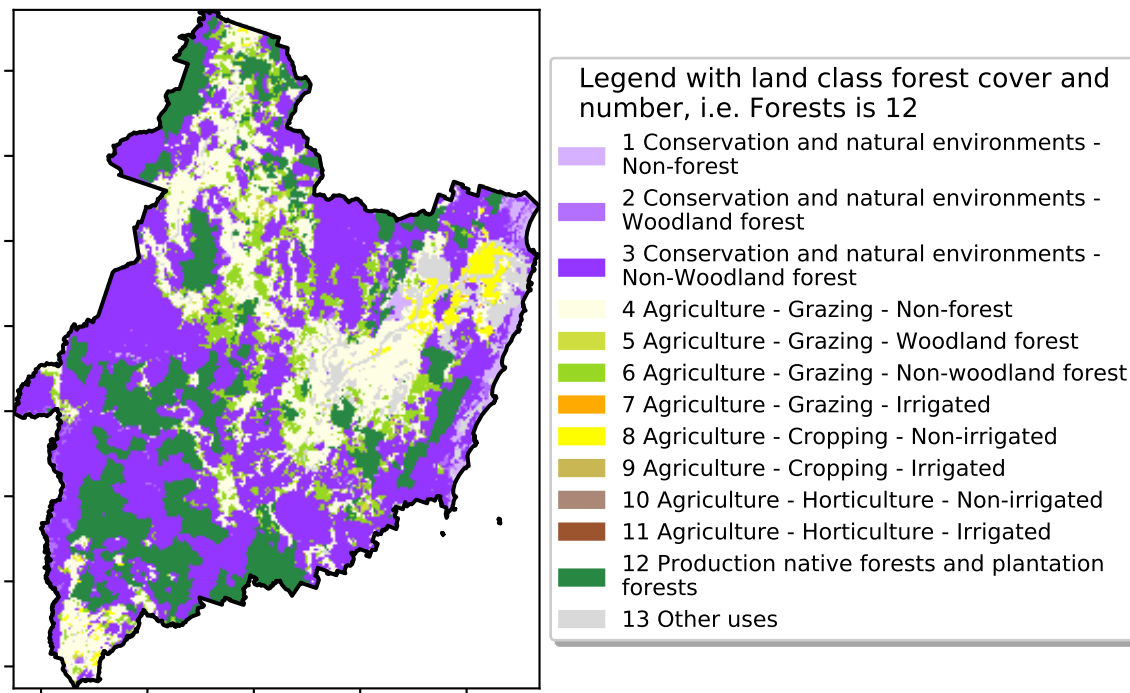 Legend with land class forest cover and
number, i.e. Forests is 12
1 Conservation and natural environments -
Non-forest
2 Conservation and natural environments -
Woodland forest
3 Conservation and natural environments -
Non-Woodland forest
4 Agriculture - Grazing - Non-forest
5 Agriculture - Grazing - Woodland forest
6 Agriculture - Grazing - Non-woodland forest
7 Agriculture - Grazing - Irrigated
8 Agriculture - Cropping - Non-irrigated
9 Agriculture - Cropping - Irrigated
10 Agriculture - Horticulture - Non-irrigated
11 Agriculture - Horticulture - Irrigated
12 Production native forests and plantation
forests
13 Other uses